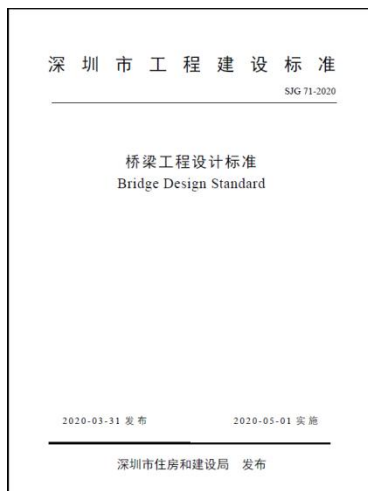 深圳市工程建设标准
SJG 71-2020
桥梁工程设计标准
Bridge Design Standard
2020-03-31 发布 2020-05-01 实施
深圳市住房和建设局 发布